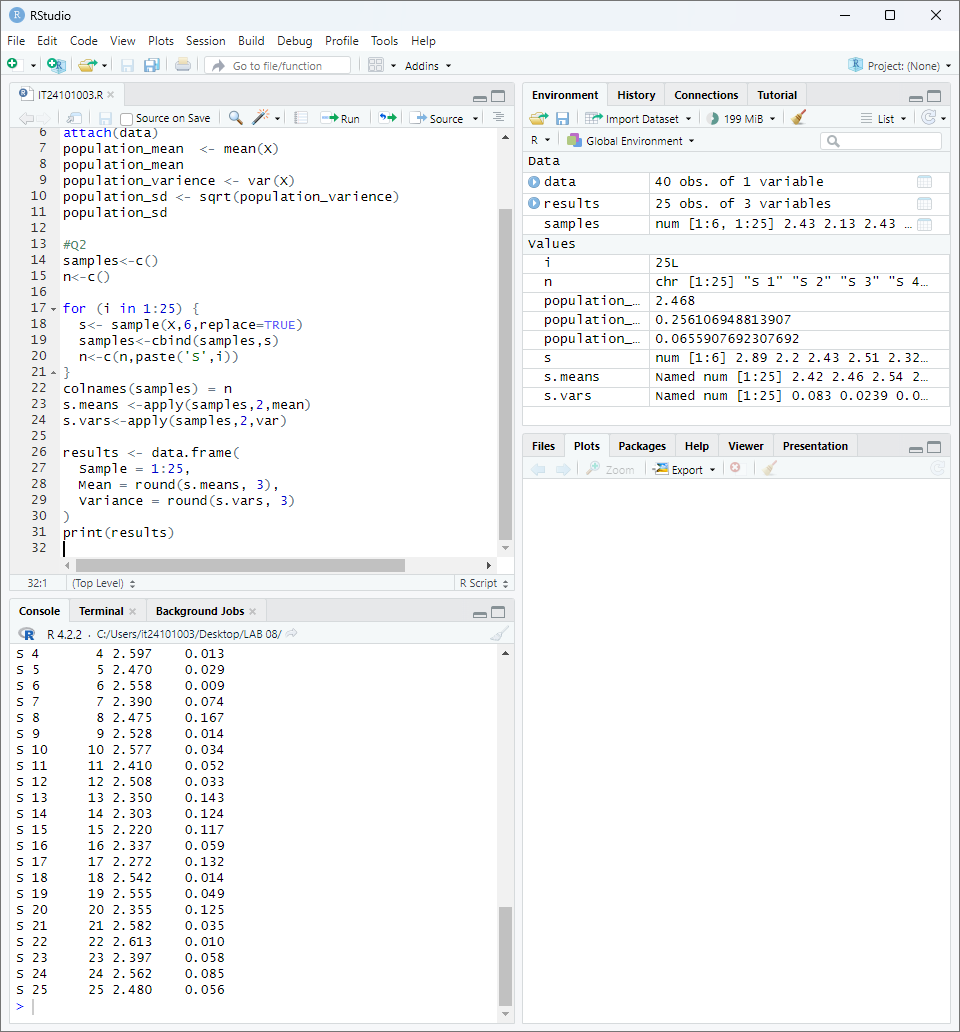 RStudio
File Edit Code View Plots Session Build Debug Profile Tools Help
Go to file/function Addins Project: (None)
IT24101003.R
Source on Save Run Source
6 attach(data)
7 population_mean  <- mean(X)
8 population_mean
9 population_varience <- var(X)
10 population_sd <- sqrt(population_varience)
11 population_sd
12
13 #Q2
14 samples<-c()
15 n<-c()
16
17 for (i in 1:25) {
18   s<- sample(X,6,replace=TRUE)
19   samples<-cbind(samples,s)
20   n<-c(n,paste('S',i))
21 }
22 colnames(samples) = n
23 s.means <-apply(samples,2,mean)
24 s.vars<-apply(samples,2,var)
25
26 results <- data.frame(
27   Sample = 1:25,
28   Mean = round(s.means, 3),
29   Variance = round(s.vars, 3)
30 )
31 print(results)
32
32:1 (Top Level) R Script
Console Terminal Background Jobs
R 4.2.2 · C:/Users/it24101003/Desktop/LAB 08/
S 4 4 2.597 0.013
S 5 5 2.470 0.029
S 6 6 2.558 0.009
S 7 7 2.390 0.074
S 8 8 2.475 0.167
S 9 9 2.528 0.014
S 10 10 2.577 0.034
S 11 11 2.410 0.052
S 12 12 2.508 0.033
S 13 13 2.350 0.143
S 14 14 2.303 0.124
S 15 15 2.220 0.117
S 16 16 2.337 0.059
S 17 17 2.272 0.132
S 18 18 2.542 0.014
S 19 19 2.555 0.049
S 20 20 2.355 0.125
S 21 21 2.582 0.035
S 22 22 2.613 0.010
S 23 23 2.397 0.058
S 24 24 2.562 0.085
S 25 25 2.480 0.056
>
Environment History Connections Tutorial
Import Dataset 199 MiB List
R Global Environment
Data
data 40 obs. of 1 variable
results 25 obs. of 3 variables
samples num [1:6, 1:25] 2.43 2.13 2.43 …
Values
i 25L
n chr [1:25] "S 1" "S 2" "S 3" "S 4…
population_… 2.468
population_… 0.256106948813907
population_… 0.0655907692307692
s num [1:6] 2.89 2.2 2.43 2.51 2.32…
s.means Named num [1:25] 2.42 2.46 2.54 2…
s.vars Named num [1:25] 0.083 0.0239 0.0…
Files Plots Packages Help Viewer Presentation
Zoom Export